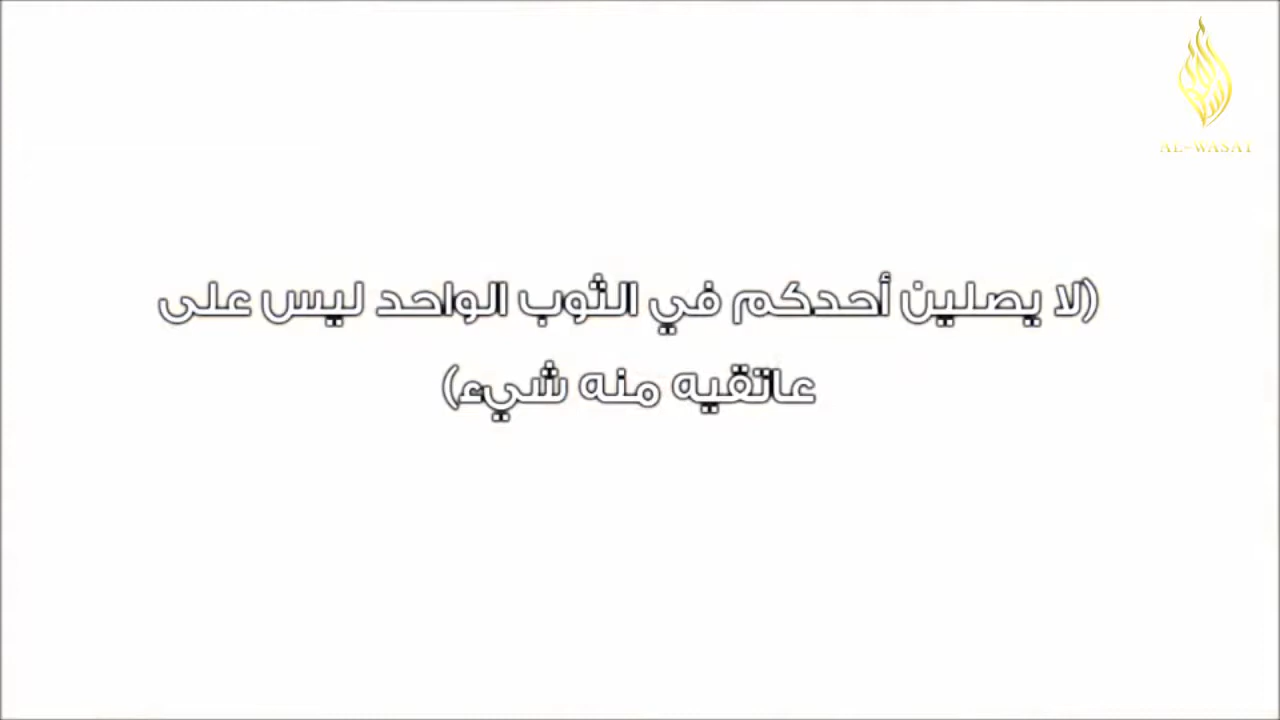 AL-WASAT
(لا يصلين أحدكم في الثوب الواحد ليس على
عاتقيه منه شيء)